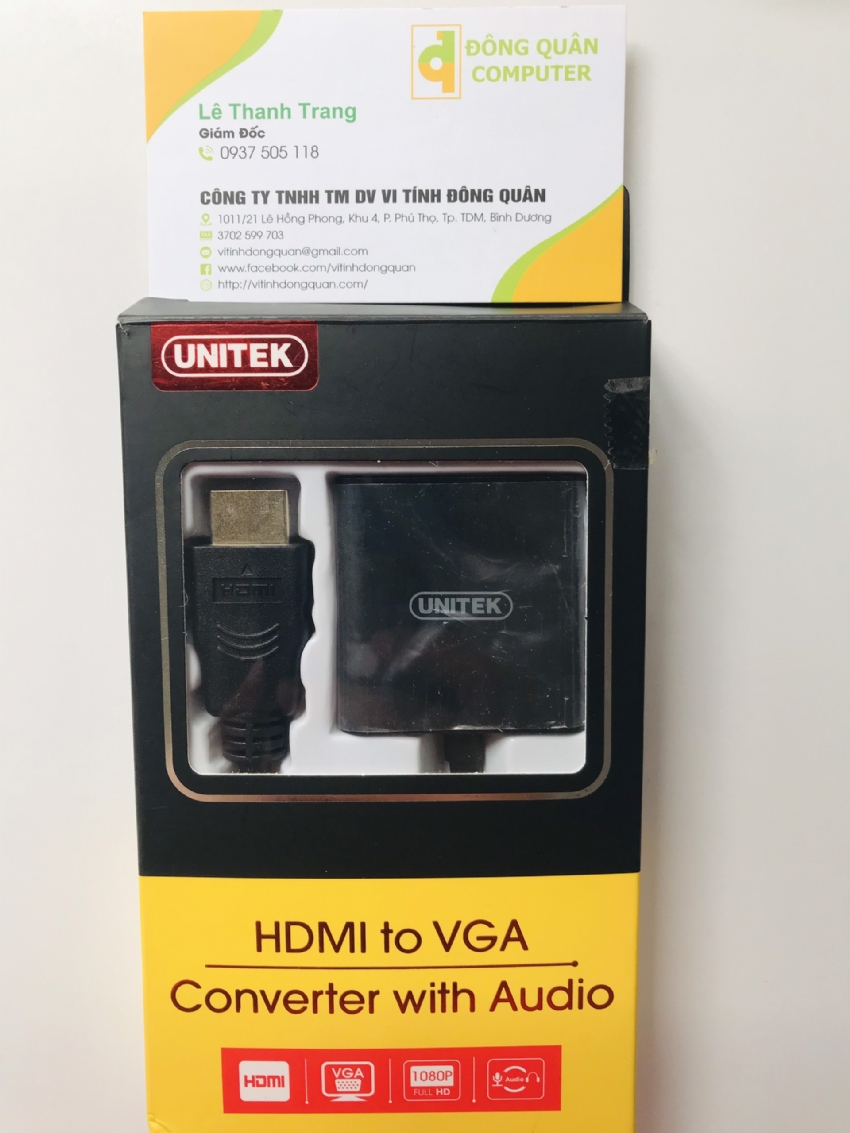 ĐÔNG QUÂN
COMPUTER
Lê Thanh Trang
Giám Đốc
0937 505 118
CÔNG TY TNHH TM DV VI TÍNH ĐÔNG QUÂN
1011/21 Lê Hồng Phong, Khu 4, P. Phú Thọ, Tp. TDM, Bình Dương
3702 599 703
vitinhdongquan@gmail.com
www.facebook.com/vitinhdongquan
http://vitinhdongquan.com/
UNITEK
HDMI
UNITEK
HDMI to VGA
Converter with Audio
HDMI
VGA
1080P
FULL HD
Audio